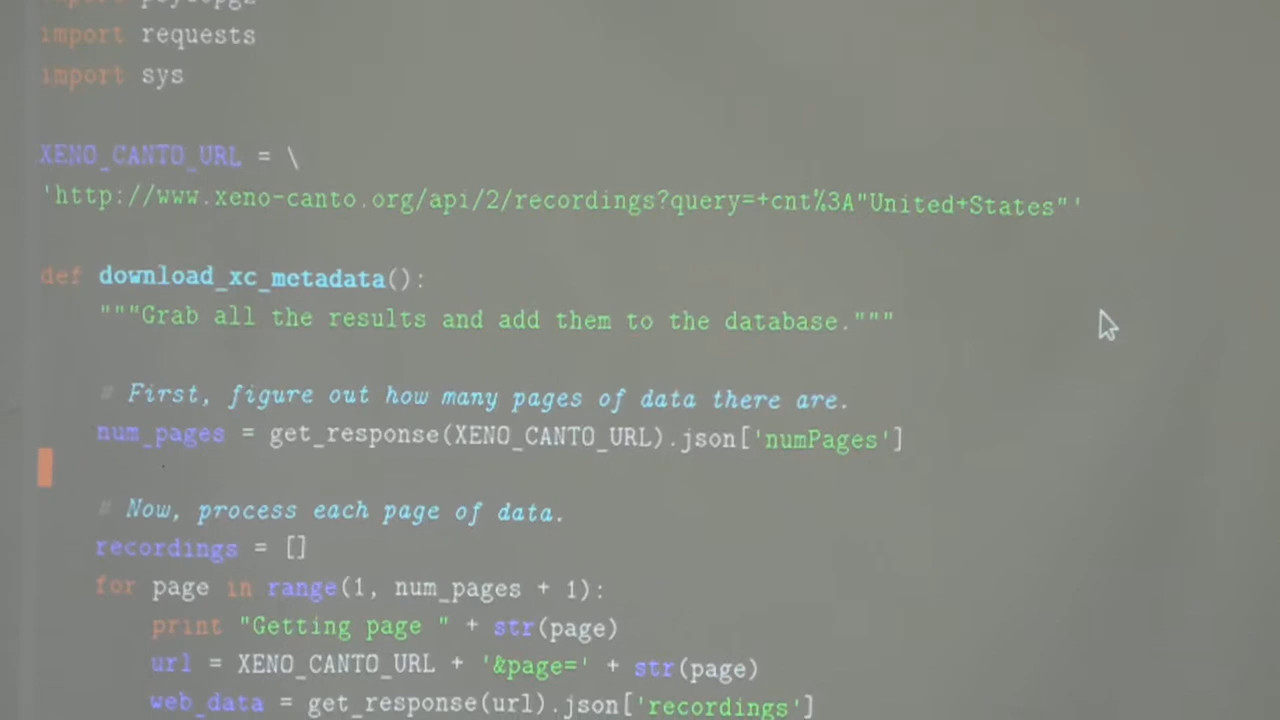 import
import requests
import sys
XENO_CANTO_URL = \
'http://www.xeno-canto.org/api/2/recordings?query=+cnt%3A"United+States"'
def download_xc_metadata():
"""Grab all the results and add them to the database."""
# First, figure out how many pages of data there are.
num_pages = get_response(XENO_CANTO_URL).json['numPages']
# Now, process each page of data.
recordings = []
for page in range(1, num_pages + 1):
print "Getting page " + str(page)
url = XENO_CANTO_URL + '&page=' + str(page)
web_data = get_response(url).json['recordings']